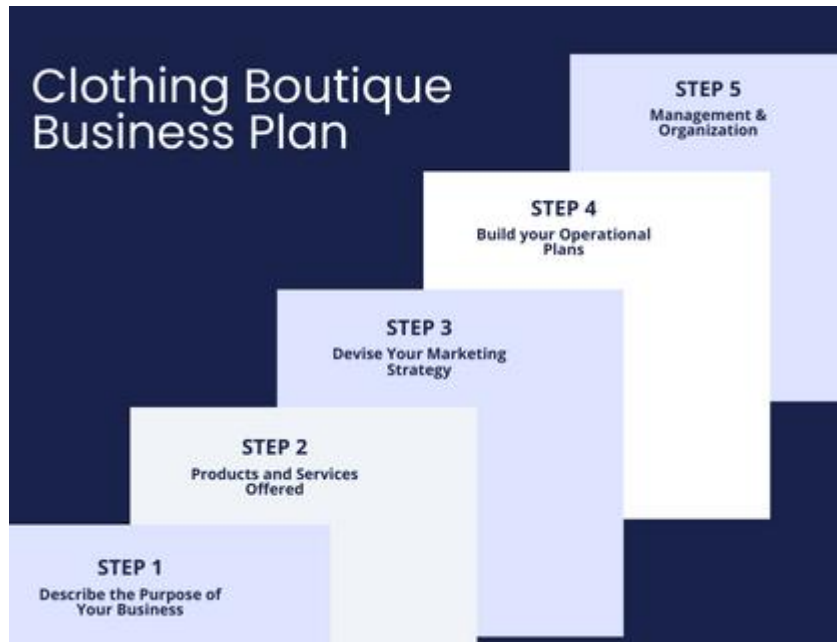 Clothing Boutique
Business Plan
STEP 5
Management &
Organization
STEP 4
Build your Operational
Plans
STEP 3
Devise Your Marketing
Strategy
STEP 2
Products and Services
Offered
STEP 1
Describe the Purpose of
Your Business